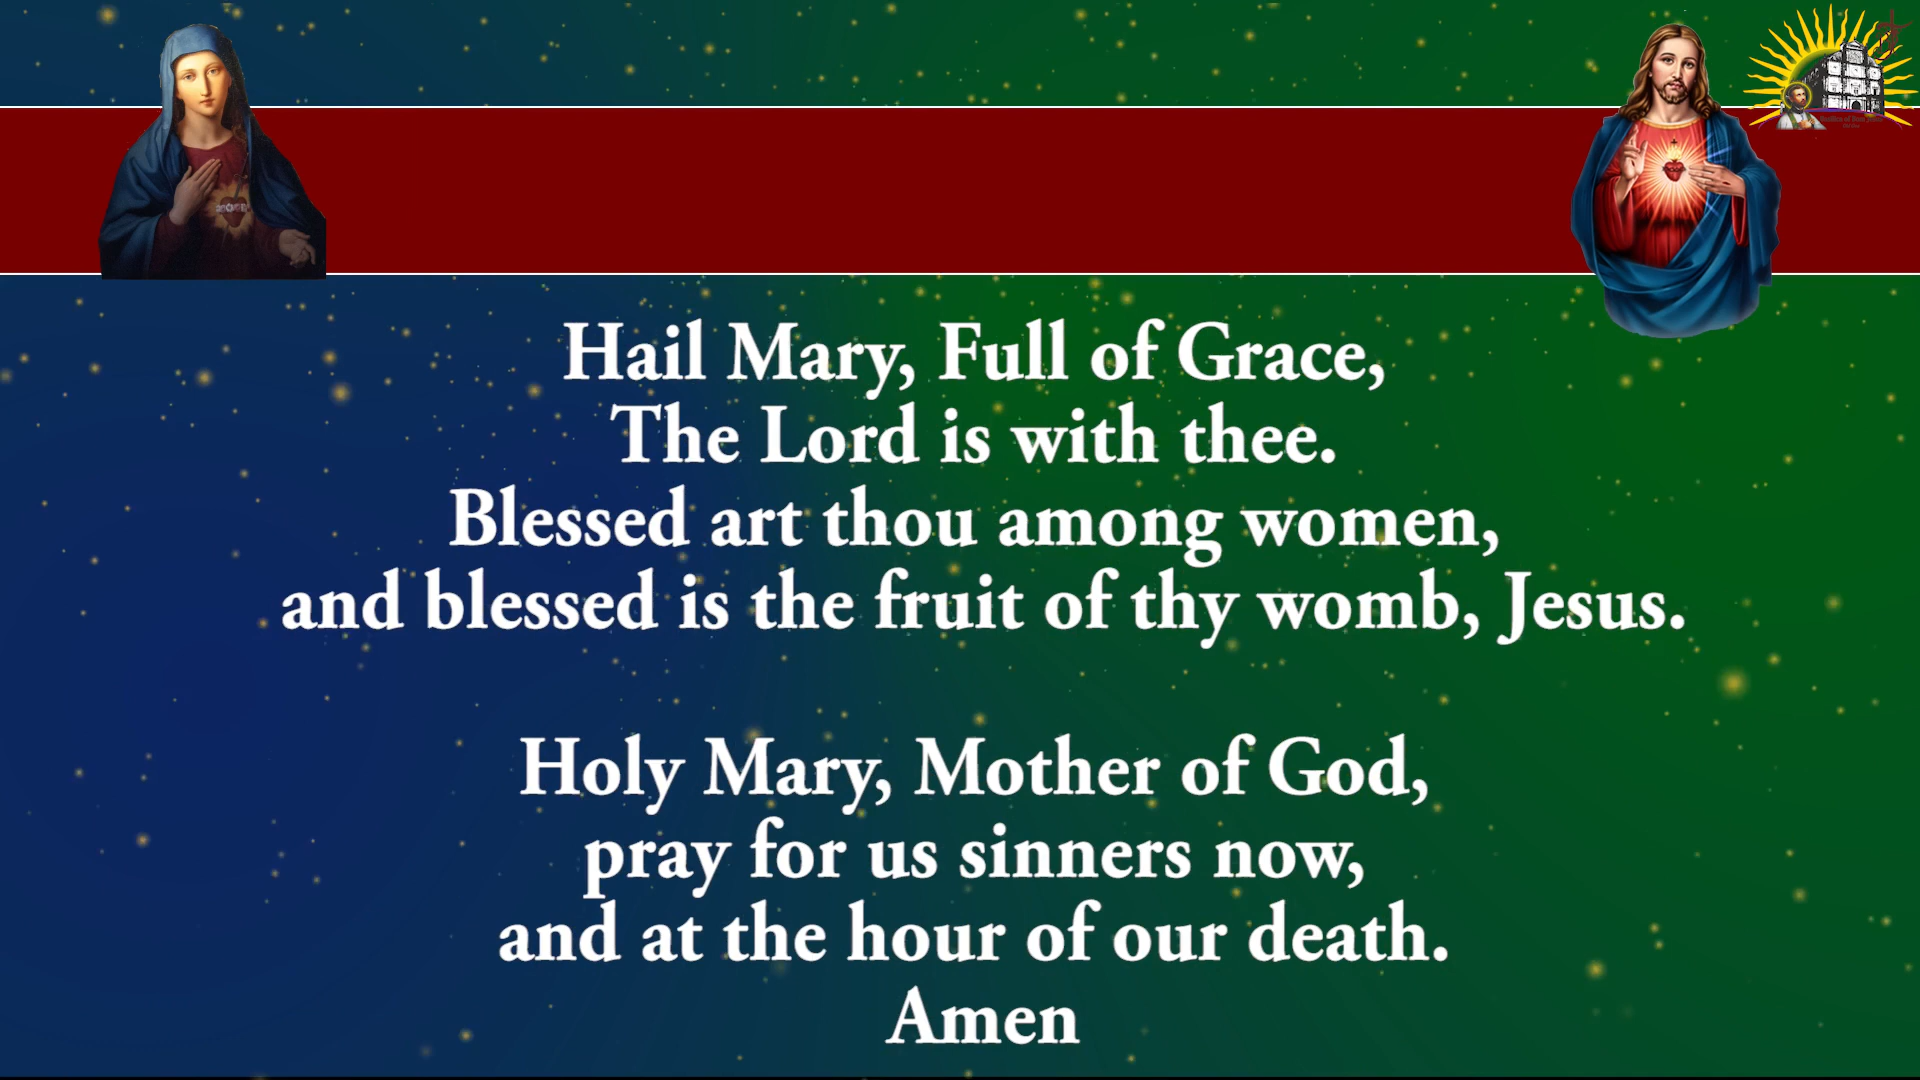 Hail Mary, Full of Grace,
The Lord is with thee.
Blessed art thou among women,
and blessed is the fruit of thy womb, Jesus.
Holy Mary, Mother of God,
pray for us sinners now,
and at the hour of our death.
Amen